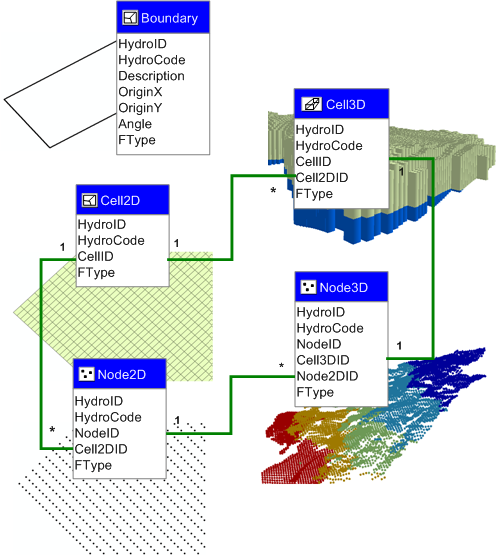 Boundary
HydroID
HydroCode
Description
OriginX
OriginY
Angle
FType
Cell3D
HydroID
HydroCode
CellID
Cell2DID
FType
1
*
Cell2D
HydroID
HydroCode
CellID
FType
1
1
Node3D
HydroID
HydroCode
NodeID
Cell3DID
Node2DID
FType
1
*
Node2D
HydroID
HydroCode
NodeID
Cell2DID
FType
1
*